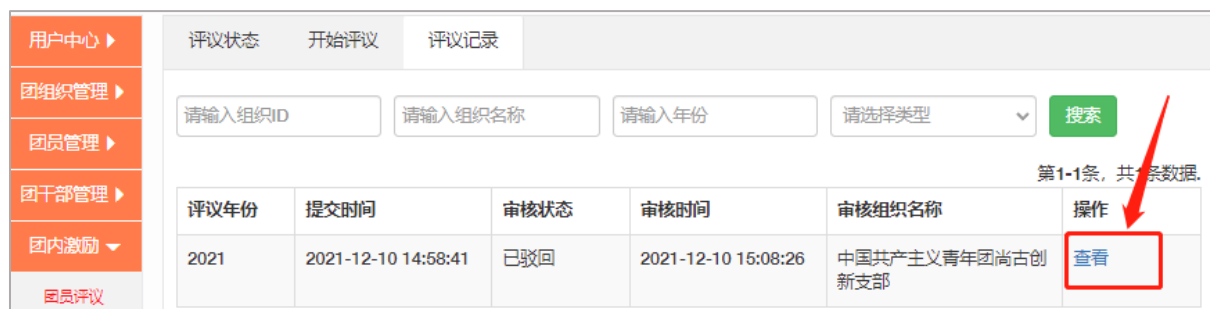 用户中心
团组织管理
团员管理
团干部管理
团内激励
团员评议
评议状态 开始评议 评议记录
请输入组织ID 请输入组织名称 请输入年份 请选择类型 搜索
第1-1条，共1条数据.
评议年份 提交时间 审核状态 审核时间 审核组织名称 操作
2021 2021-12-10 14:58:41 已驳回 2021-12-10 15:08:26 中国共产主义青年团尚古创 查看
新支部